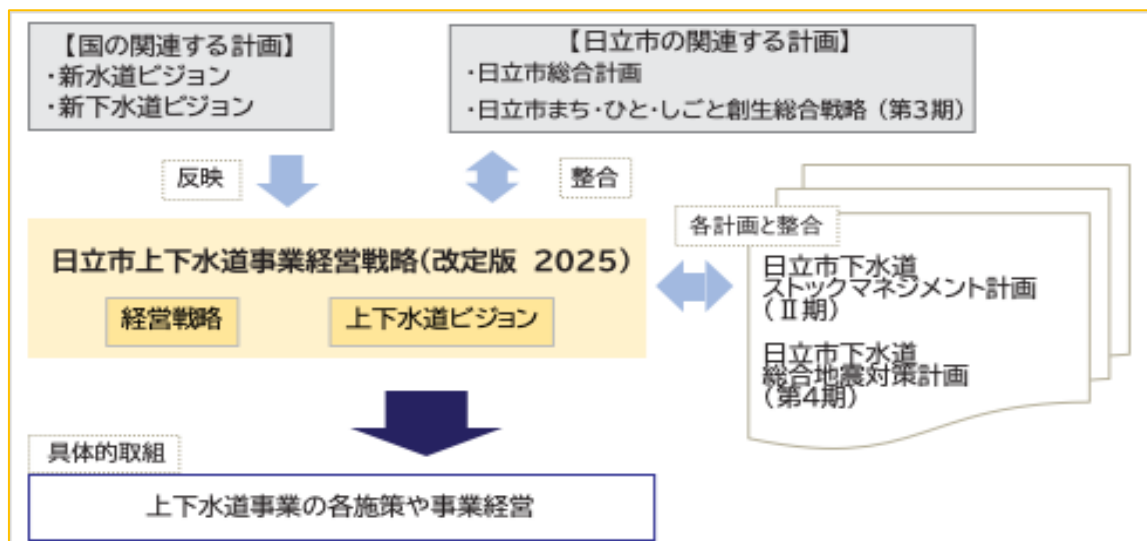 【国の関連する計画】
・新水道ビジョン
・新下水道ビジョン
【日立市の関連する計画】
・日立市総合計画
・日立市まち・ひと・しごと創生総合戦略（第３期）
反映
整合
各計画と整合
日立市上下水道事業経営戦略(改定版 2025)
経営戦略
上下水道ビジョン
日立市下水道
ストックマネジメント計画
(Ⅱ期)
日立市下水道
総合地震対策計画
(第4期)
具体的取組
上下水道事業の各施策や事業経営